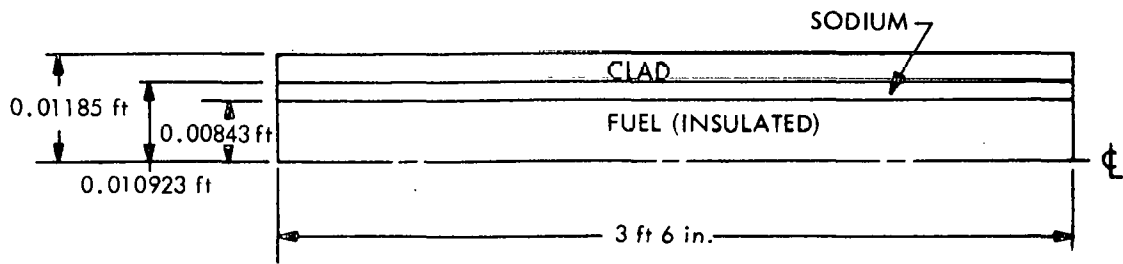 SODIUM
CLAD
0.01185 ft
0.00843 ft
FUEL (INSULATED)
0.010923 ft
℄
3 ft 6 in.